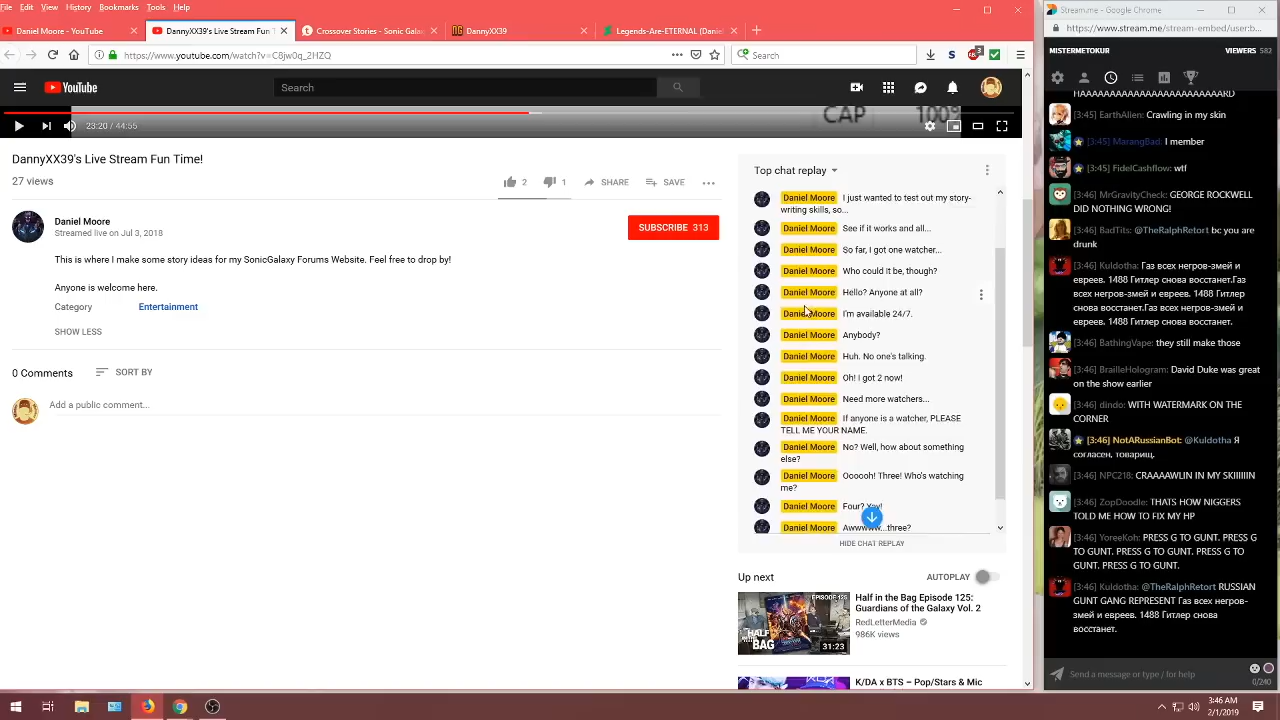 File Edit View History Bookmarks Tools Help
Daniel Moore - YouTube
DannyXX39's Live Stream Fun T
Crossover Stories - Sonic Gala
DannyXX39
Legends-Are-ETERNAL (Daniel
https://www.youtube.com/watch?v=C8jw0q_2HZQ
Search
YouTube
Search
CAP 100%
23:20 / 44:55
DannyXX39's Live Stream Fun Time!
27 views
2 1 SHARE SAVE
Daniel Moore
Streamed live on Jul 3, 2018
SUBSCRIBE 313
This is where I make some story ideas for my SonicGalaxy Forums Website. Feel free to drop by!
Anyone is welcome here.
Category Entertainment
SHOW LESS
0 Comments SORT BY
Add a public comment...
Top chat replay
Daniel Moore I just wanted to test out my story-
writing skills, so...
Daniel Moore See if it works and all...
Daniel Moore So far, I got one watcher...
Daniel Moore Who could it be, though?
Daniel Moore Hello? Anyone at all?
Daniel Moore I'm available 24/7.
Daniel Moore Anybody?
Daniel Moore Huh. No one's talking.
Daniel Moore Oh! I got 2 now!
Daniel Moore Need more watchers...
Daniel Moore If anyone is a watcher, PLEASE
TELL ME YOUR NAME.
Daniel Moore No? Well, how about something
else?
Daniel Moore Oooooh! Three! Who's watching
me?
Daniel Moore Four?
Daniel Moore Awwwww...three?
HIDE CHAT REPLAY
Up next AUTOPLAY
EPISODE 125
HALF IN THE BAG
31:23
Half in the Bag Episode 125:
Guardians of the Galaxy Vol. 2
RedLetterMedia
986K views
K/DA x BTS – Pop/Stars & Mic
Stream.me - Google Chrome
https://www.stream.me/stream-embed/user:b
MISTERMETOKUR VIEWERS 582
HAAAAAAAAAAAAAAAAAAAAAAAARD
[3:45] EarthAlien: Crawling in my skin
[3:45] MarangBad: I member
[3:45] FidelCashflow: wtf
[3:45] MrGravityCheck: GEORGE ROCKWELL
DID NOTHING WRONG!
[3:46] BadTits: @TheRalphRetort bc you are
drunk
[3:46] Kuldotha: Газ всех негров-змей и
евреев. 1488 Гитлер снова восстанет.Газ
всех негров-змей и евреев. 1488 Гитлер
снова восстанет.
[3:46] BathingVape: they still make those
[3:46] BrailleHologram: David Duke was great
on the show earlier
[3:46] dindo: WITH WATERMARK ON THE
CORNER
[3:46] NotARussianBot: @Kuldotha Я
согласен, товарищ.
[3:46] NPC218: CRAAAAWLIN IN MY SKIIIIIIN
[3:46] ZopDoodle: THATS HOW NIGGERS
TOLD ME HOW TO FIX MY HP
[3:46] YoreeKoh: PRESS G TO GUNT. PRESS G
TO GUNT. PRESS G TO GUNT. PRESS G TO
GUNT. PRESS G TO GUNT.
[3:46] Kuldotha: @TheRalphRetort RUSSIAN
GUNT GANG REPRESENT Газ всех негров-
змей и евреев. 1488 Гитлер снова
восстанет.
Send a message or type / for help
0/240
3:46 AM
2/1/2019